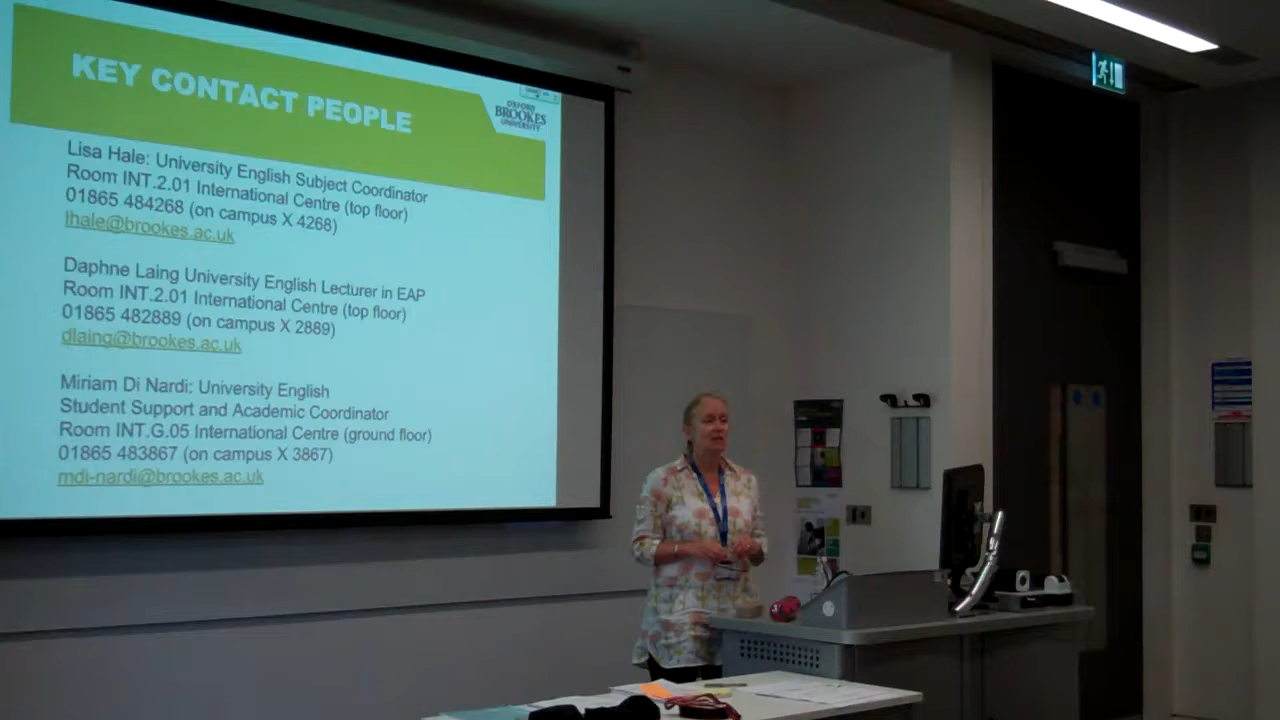 KEY CONTACT PEOPLE
OXFORD
BROOKES
UNIVERSITY
Lisa Hale: University English Subject Coordinator
Room INT.2.01 International Centre (top floor)
01865 484268 (on campus X 4268)
lhale@brookes.ac.uk
Daphne Laing University English Lecturer in EAP
Room INT.2.01 International Centre (top floor)
01865 482889 (on campus X 2889)
dlaing@brookes.ac.uk
Miriam Di Nardi: University English
Student Support and Academic Coordinator
Room INT.G.05 International Centre (ground floor)
01865 483867 (on campus X 3867)
mdi-nardi@brookes.ac.uk